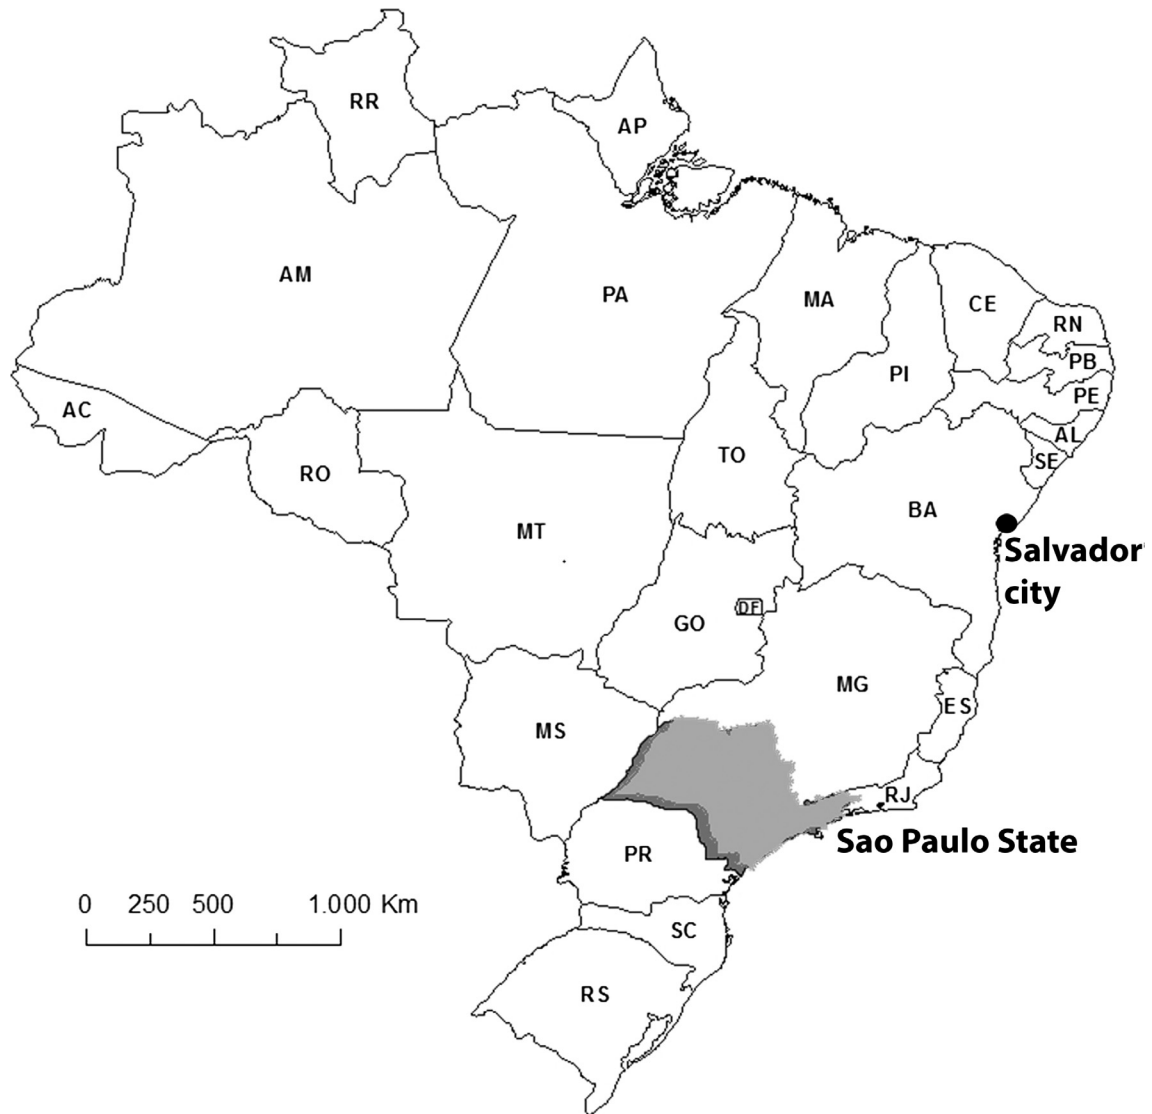 RR
AP
AM
PA
MA
CE
RN
PB
PI
PE
AC
AL
TO
SE
RO
BA
MT
Salvador
city
DF
GO
MG
ES
MS
RJ
Sao Paulo State
PR
0 250 500 1.000 Km
SC
RS